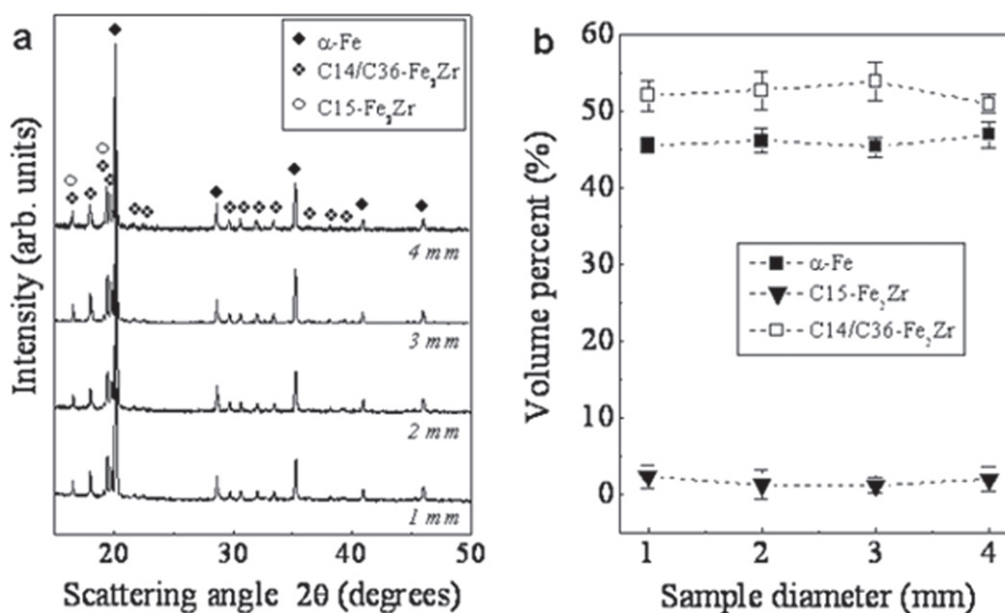 a
α-Fe
C14/C36-Fe₂Zr
C15-Fe₂Zr
Intensity (arb. units)
4 mm
3 mm
2 mm
1 mm
20
30
40
50
Scattering angle 2θ (degrees)
b
60
50
40
30
20
10
0
Volume percent (%)
α-Fe
C15-Fe₂Zr
C14/C36-Fe₂Zr
1
2
3
4
Sample diameter (mm)